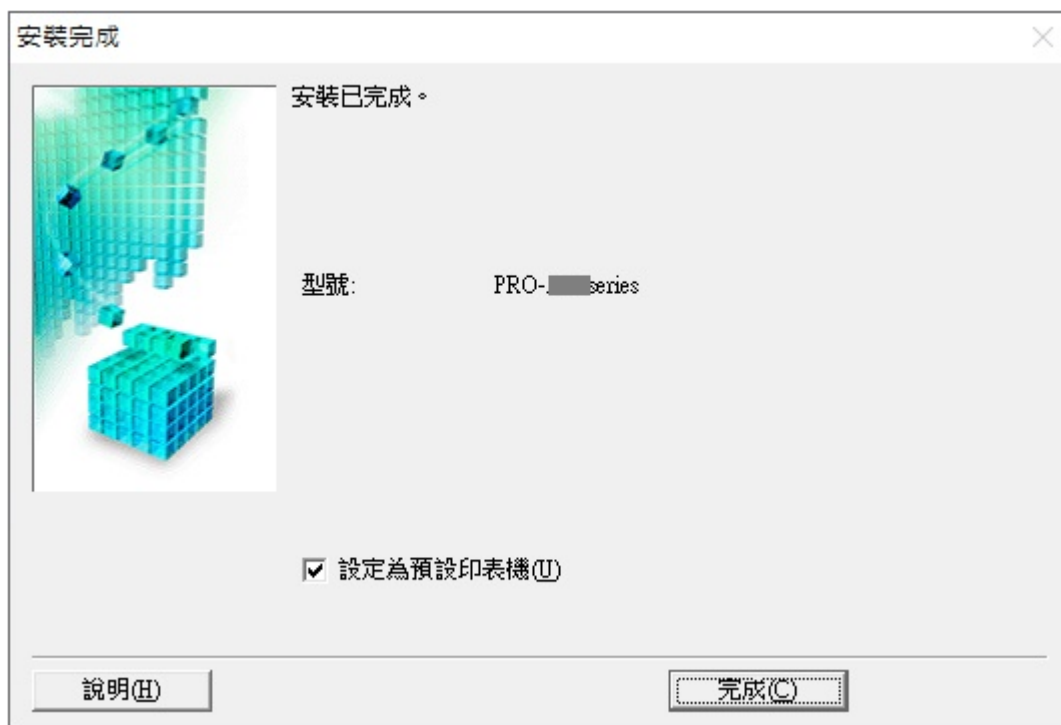 安裝完成
安裝已完成。
型號: PRO- series
設定為預設印表機(U)
說明(H)
完成(C)